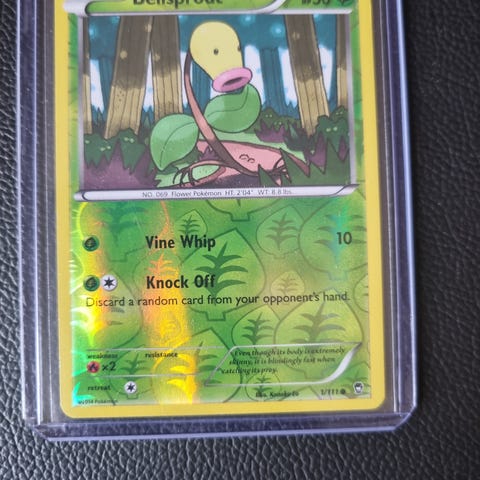 Bellsprout
NO. 069 Flower Pokémon HT. 2'04" WT. 8.8 lbs.
Vine Whip 10
Knock Off
Discard a random card from your opponent's hand.
weakness
resistance
×2
retreat
Even though its body is extremely
skinny, it is blindingly fast when
catching its prey.
Illus.
1/111
©2014 Pokémon